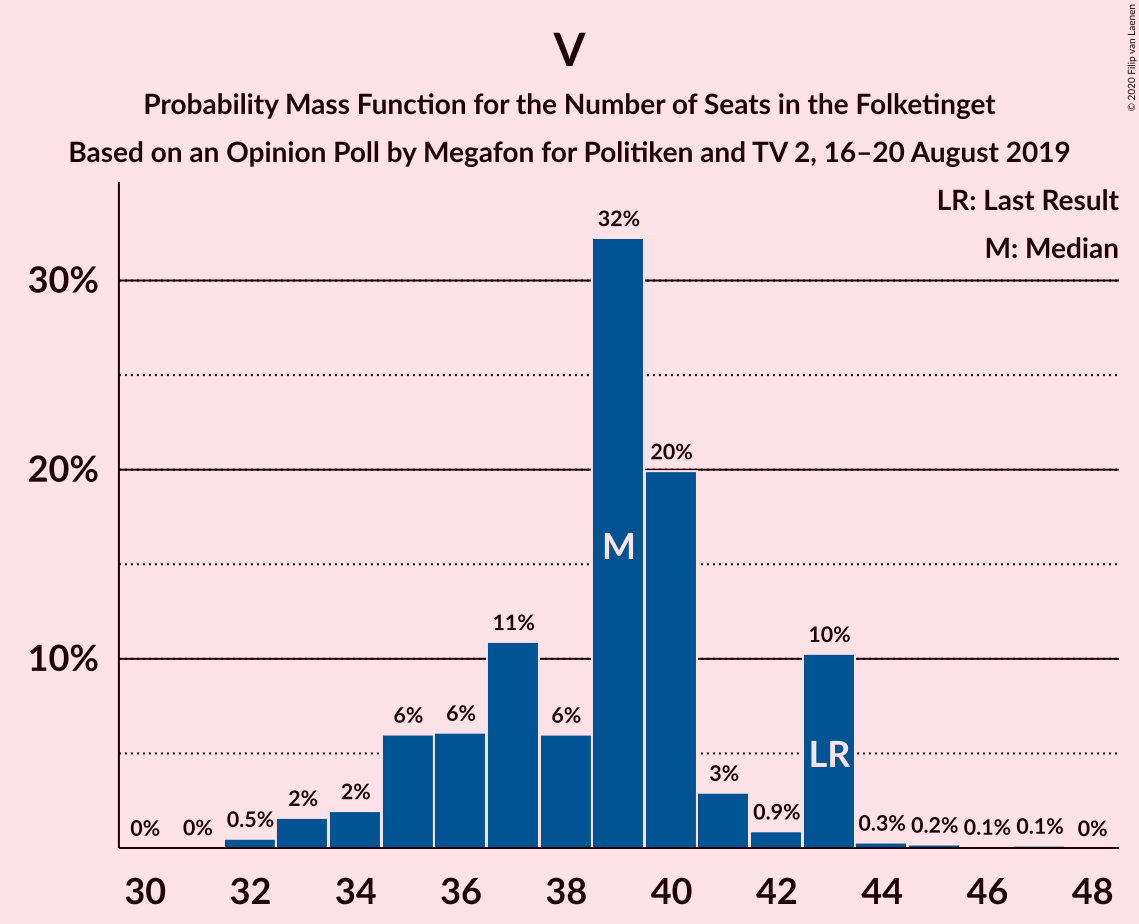 V
Probability Mass Function for the Number of Seats in the Folketinget
Based on an Opinion Poll by Megafon for Politiken and TV 2, 16–20 August 2019
© 2020 Filip van Laenen
LR: Last Result
M: Median
30%
20%
10%
0%
0%
0.5%
2%
2%
6%
6%
11%
6%
32%
20%
3%
0.9%
10%
0.3%
0.2%
0.1%
0.1%
0%
M
LR
30 32 34 36 38 40 42 44 46 48